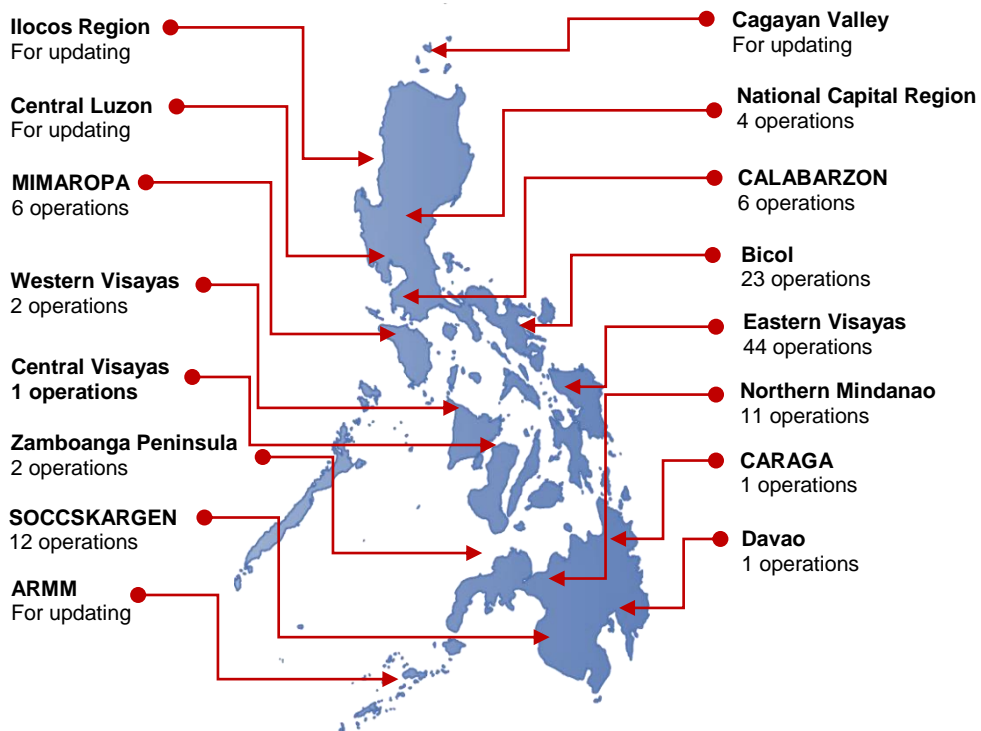 Ilocos Region
For updating
Central Luzon
For updating
MIMAROPA
6 operations
Western Visayas
2 operations
Central Visayas
1 operations
Zamboanga Peninsula
2 operations
SOCCSKARGEN
12 operations
ARMM
For updating
Cagayan Valley
For updating
National Capital Region
4 operations
CALABARZON
6 operations
Bicol
23 operations
Eastern Visayas
44 operations
Northern Mindanao
11 operations
CARAGA
1 operations
Davao
1 operations